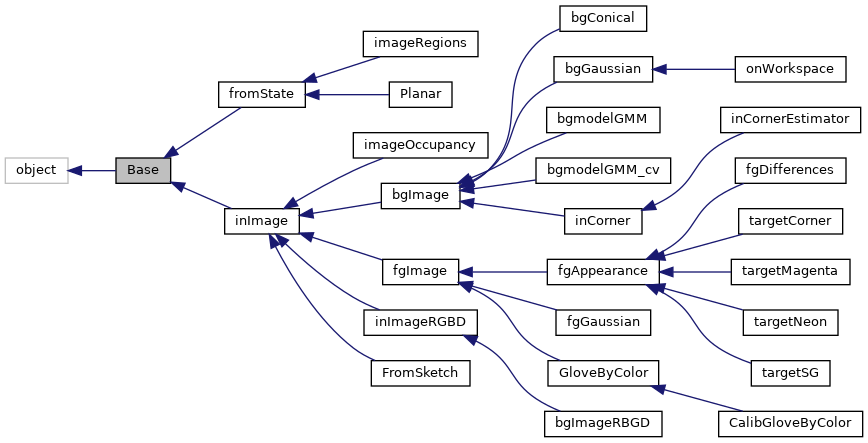 object
Base
fromState
imageRegions
Planar
inImage
imageOccupancy
bgImage
bgConical
bgGaussian
onWorkspace
bgmodelGMM
bgmodelGMM_cv
inCorner
inCornerEstimator
fgImage
fgAppearance
fgDifferences
targetCorner
targetMagenta
targetNeon
targetSG
fgGaussian
GloveByColor
CalibGloveByColor
inImageRGBD
bgImageRBGD
FromSketch